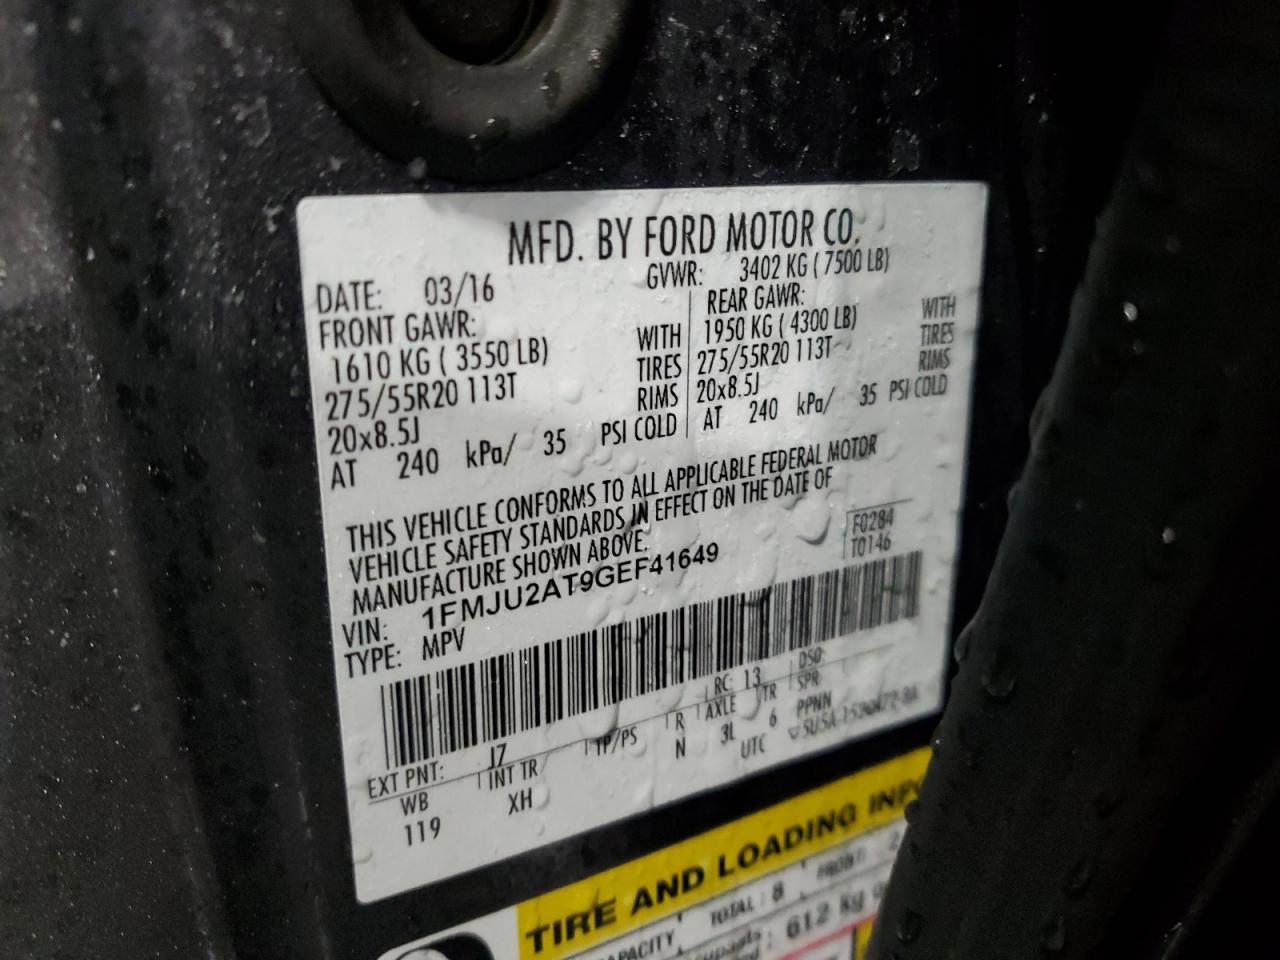 MFD. BY FORD MOTOR CO.
DATE: 03/16 GVWR: 3402 KG ( 7500 LB)
FRONT GAWR: REAR GAWR:
1610 KG ( 3550 LB) WITH 1950 KG ( 4300 LB) WITH
275/55R20 113T TIRES 275/55R20 113T TIRES
20x8.5J RIMS 20x8.5J RIMS
AT 240 kPa/ 35 PSI COLD AT 240 kPa/ 35 PSI COLD
THIS VEHICLE CONFORMS TO ALL APPLICABLE FEDERAL MOTOR
VEHICLE SAFETY STANDARDS IN EFFECT ON THE DATE OF
MANUFACTURE SHOWN ABOVE.
F0284
T0146
VIN: 1FMJU2AT9GEF41649
TYPE: MPV
EXT PNT: J7 RC: 13 DSO:
WB INT TR TP/PS R AXLE TR SPR
119 XH N 3L 6 PPNN
UTC
TIRE AND LOADING
TOTAL : 8 FRONT:
612 Kg